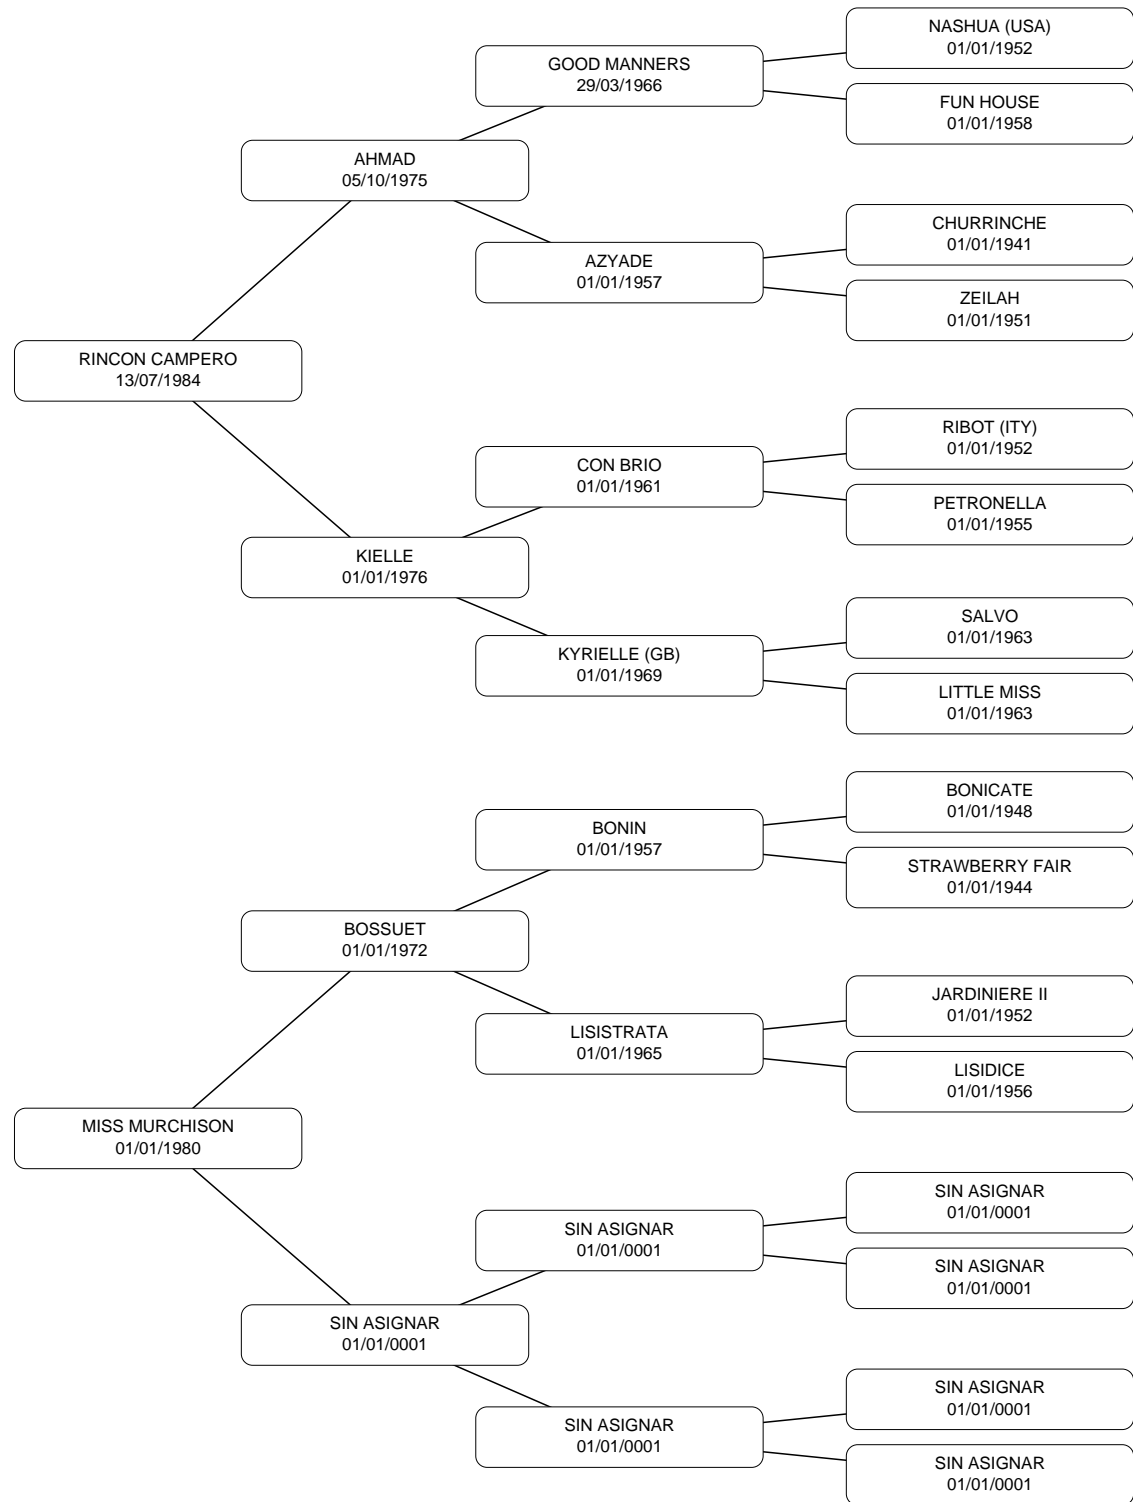 NASHUA (USA)
01/01/1952
GOOD MANNERS
29/03/1966
FUN HOUSE
01/01/1958
AHMAD
05/10/1975
CHURRINCHE
01/01/1941
AZYADE
01/01/1957
ZEILAH
01/01/1951
RINCON CAMPERO
13/07/1984
RIBOT (ITY)
01/01/1952
CON BRIO
01/01/1961
PETRONELLA
01/01/1955
KIELLE
01/01/1976
SALVO
01/01/1963
KYRIELLE (GB)
01/01/1969
LITTLE MISS
01/01/1963
BONICATE
01/01/1948
BONIN
01/01/1957
STRAWBERRY FAIR
01/01/1944
BOSSUET
01/01/1972
JARDINIERE II
01/01/1952
LISISTRATA
01/01/1965
LISIDICE
01/01/1956
MISS MURCHISON
01/01/1980
SIN ASIGNAR
01/01/0001
SIN ASIGNAR
01/01/0001
SIN ASIGNAR
01/01/0001
SIN ASIGNAR
01/01/0001
SIN ASIGNAR
01/01/0001
SIN ASIGNAR
01/01/0001
SIN ASIGNAR
01/01/0001